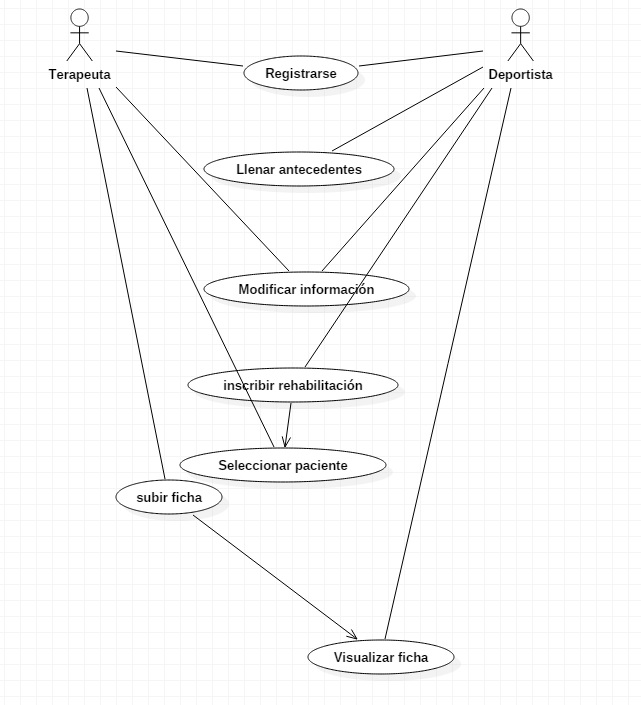 Terapeuta
Deportista
Registrarse
Llenar antecedentes
Modificar información
inscribir rehabilitación
Seleccionar paciente
subir ficha
Visualizar ficha